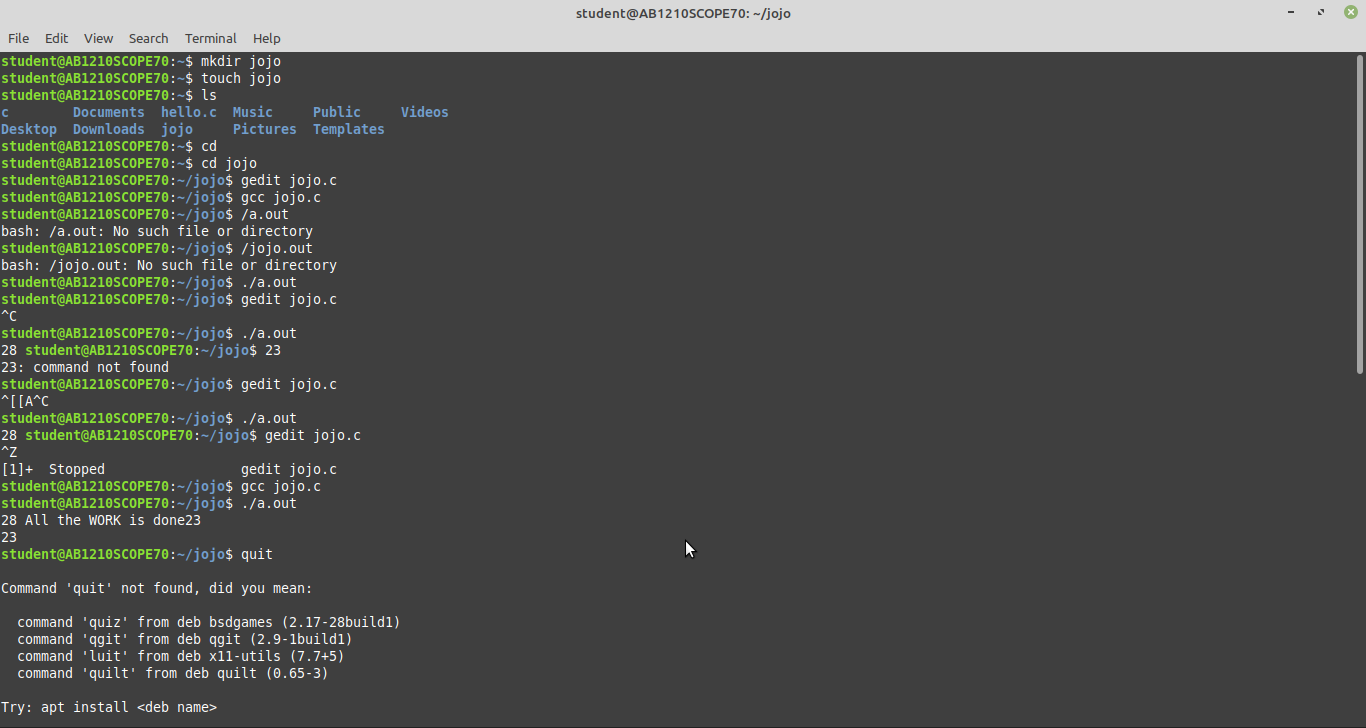 student@AB1210SCOPE70: ~/jojo
File Edit View Search Terminal Help
student@AB1210SCOPE70:~$ mkdir jojo
student@AB1210SCOPE70:~$ touch jojo
student@AB1210SCOPE70:~$ ls
c        Documents  hello.c  Music     Public     Videos
Desktop  Downloads  jojo     Pictures  Templates
student@AB1210SCOPE70:~$ cd
student@AB1210SCOPE70:~$ cd jojo
student@AB1210SCOPE70:~/jojo$ gedit jojo.c
student@AB1210SCOPE70:~/jojo$ gcc jojo.c
student@AB1210SCOPE70:~/jojo$ /a.out
bash: /a.out: No such file or directory
student@AB1210SCOPE70:~/jojo$ /jojo.out
bash: /jojo.out: No such file or directory
student@AB1210SCOPE70:~/jojo$ ./a.out
student@AB1210SCOPE70:~/jojo$ gedit jojo.c
^C
student@AB1210SCOPE70:~/jojo$ ./a.out
28 student@AB1210SCOPE70:~/jojo$ 23
23: command not found
student@AB1210SCOPE70:~/jojo$ gedit jojo.c
^[[A^C
student@AB1210SCOPE70:~/jojo$ ./a.out
28 student@AB1210SCOPE70:~/jojo$ gedit jojo.c
^Z
[1]+  Stopped                 gedit jojo.c
student@AB1210SCOPE70:~/jojo$ gcc jojo.c
student@AB1210SCOPE70:~/jojo$ ./a.out
28 All the WORK is done23
23
student@AB1210SCOPE70:~/jojo$ quit
Command 'quit' not found, did you mean:
  command 'quiz' from deb bsdgames (2.17-28build1)
  command 'qgit' from deb qgit (2.9-1build1)
  command 'luit' from deb x11-utils (7.7+5)
  command 'quilt' from deb quilt (0.65-3)
Try: apt install <deb name>